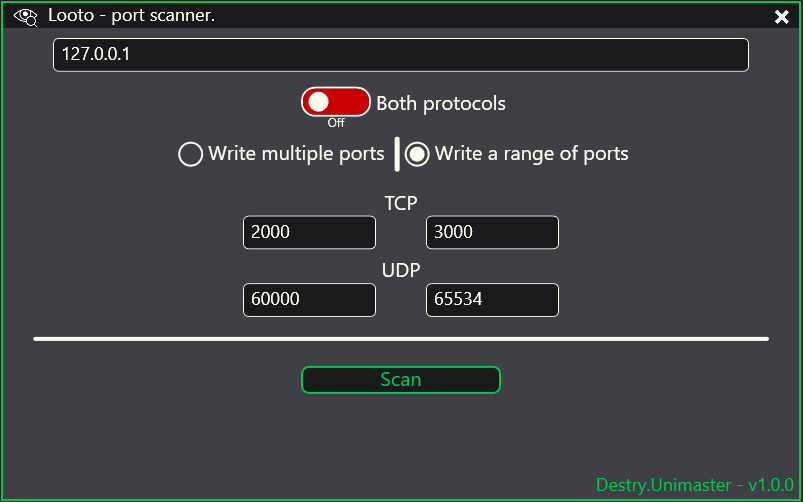 Looto - port scanner.
127.0.0.1
Both protocols
Off
Write multiple ports
Write a range of ports
TCP
2000 3000
UDP
60000 65534
Scan
Destry.Unimaster - v1.0.0